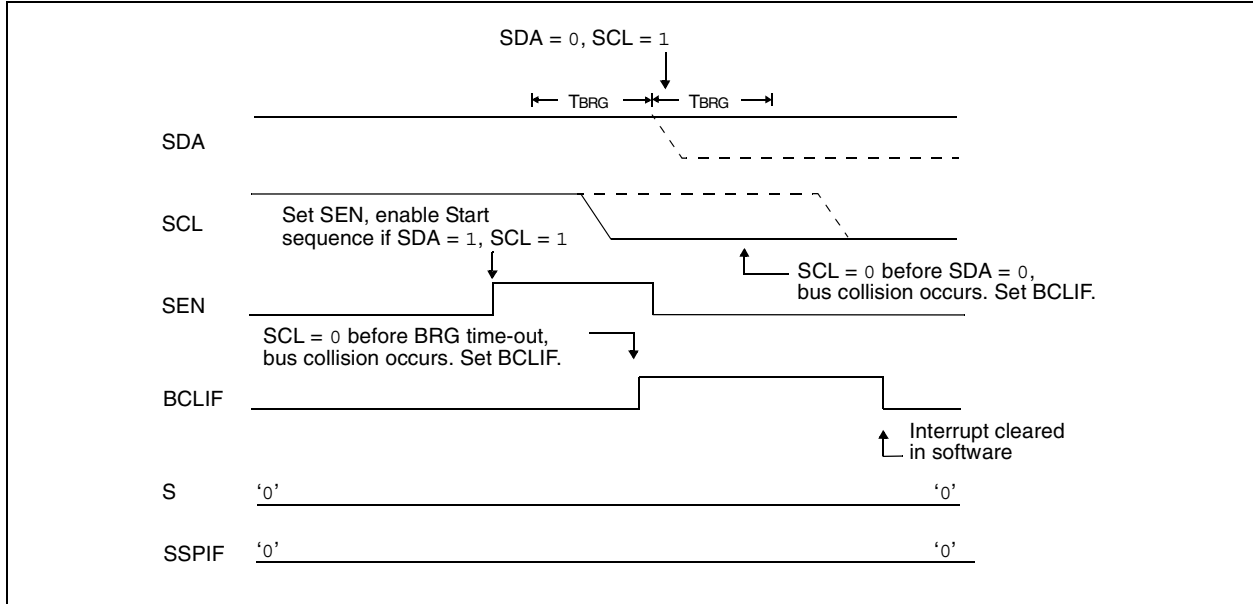 SDA = 0, SCL = 1
TBRG TBRG
SDA
SCL
Set SEN, enable Start
sequence if SDA = 1, SCL = 1
SCL = 0 before SDA = 0,
bus collision occurs. Set BCLIF.
SEN
SCL = 0 before BRG time-out,
bus collision occurs. Set BCLIF.
BCLIF
Interrupt cleared
in software
S ‘0’ ‘0’
SSPIF ‘0’ ‘0’